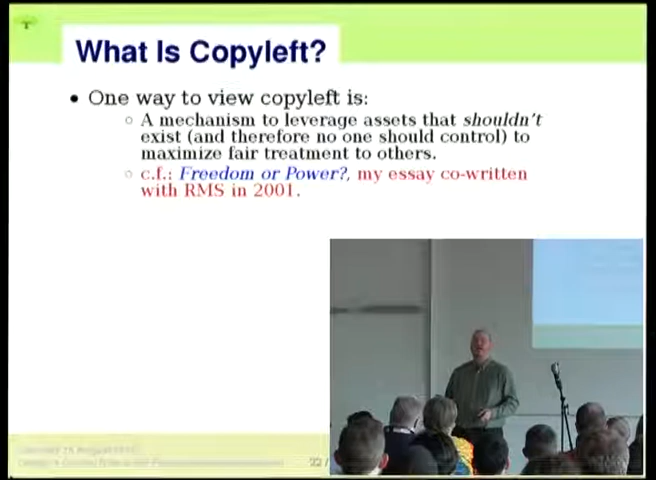 What Is Copyleft?
• One way to view copyleft is:
○ A mechanism to leverage assets that shouldn't
exist (and therefore no one should control) to
maximize fair treatment to others.
○ c.f.: Freedom or Power?, my essay co-written
with RMS in 2001.
22 /